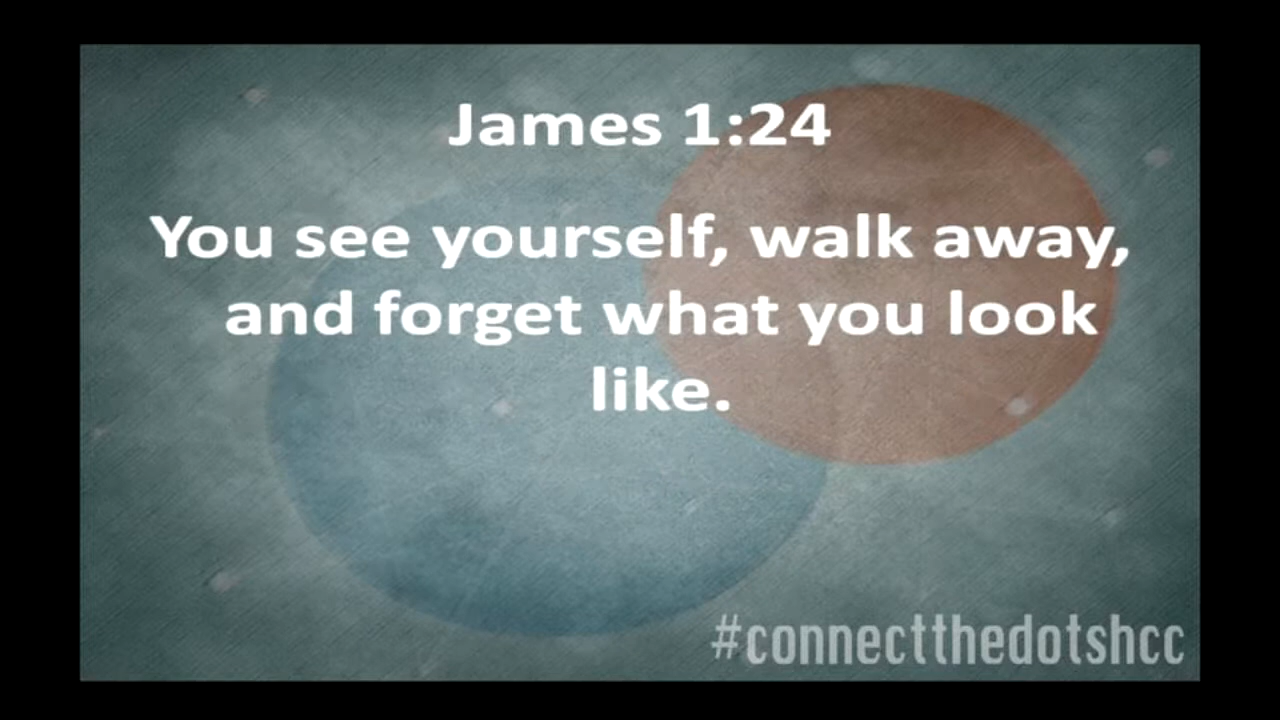 James 1:24
You see yourself, walk away,
and forget what you look
like.
#connectthedotshcc